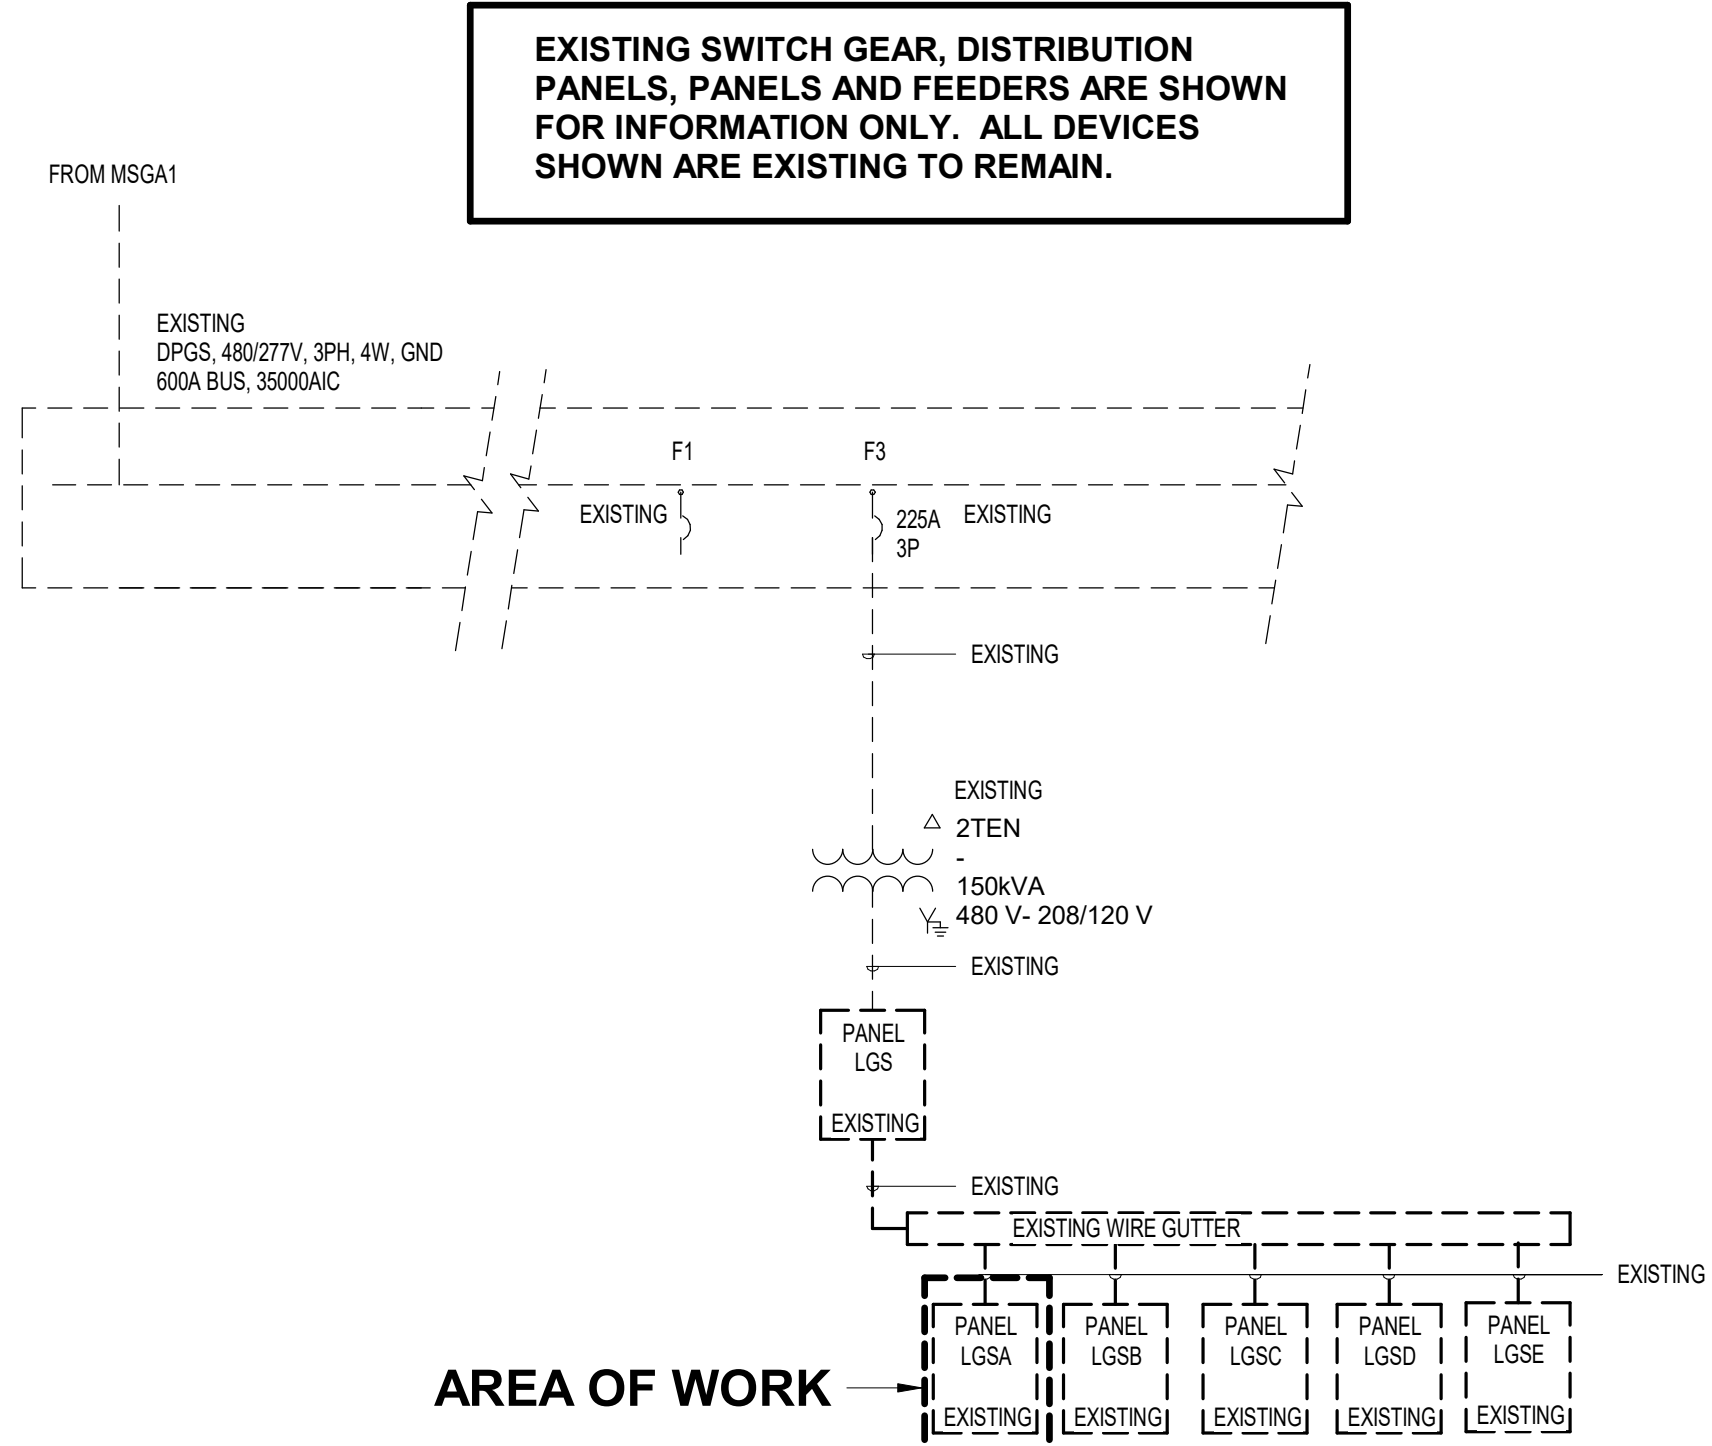 EXISTING SWITCH GEAR, DISTRIBUTION
PANELS, PANELS AND FEEDERS ARE SHOWN
FOR INFORMATION ONLY.  ALL DEVICES
SHOWN ARE EXISTING TO REMAIN.
FROM MSGA1
EXISTING
DPGS, 480/277V, 3PH, 4W, GND
600A BUS, 35000AIC
F1
F3
EXISTING
225A
3P
EXISTING
EXISTING
EXISTING
2TEN
-
150kVA
480 V- 208/120 V
EXISTING
PANEL
LGS
EXISTING
EXISTING
EXISTING WIRE GUTTER
EXISTING
AREA OF WORK
PANEL
LGSA
EXISTING
PANEL
LGSB
EXISTING
PANEL
LGSC
EXISTING
PANEL
LGSD
EXISTING
PANEL
LGSE
EXISTING